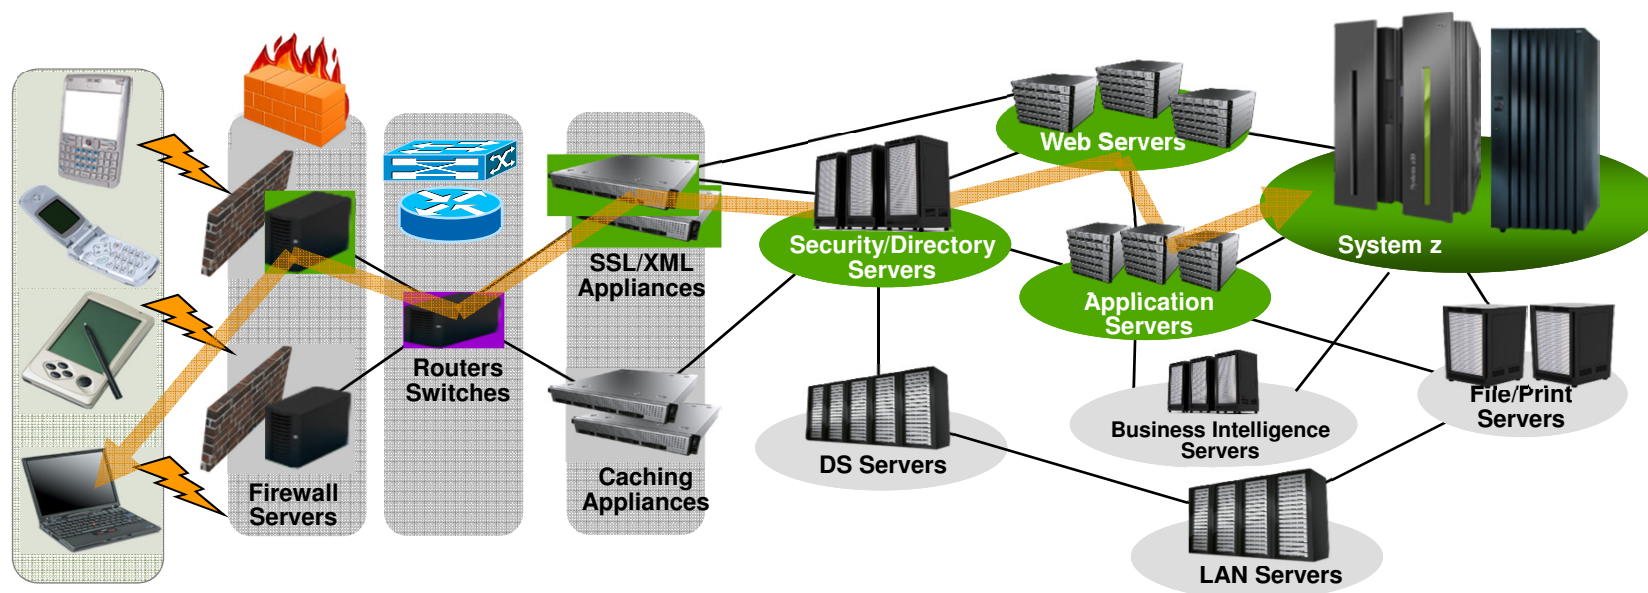 Firewall
Servers
Routers
Switches
SSL/XML
Appliances
Caching
Appliances
Security/Directory
Servers
DS Servers
Web Servers
Application
Servers
Business Intelligence
Servers
System z
File/Print
Servers
LAN Servers